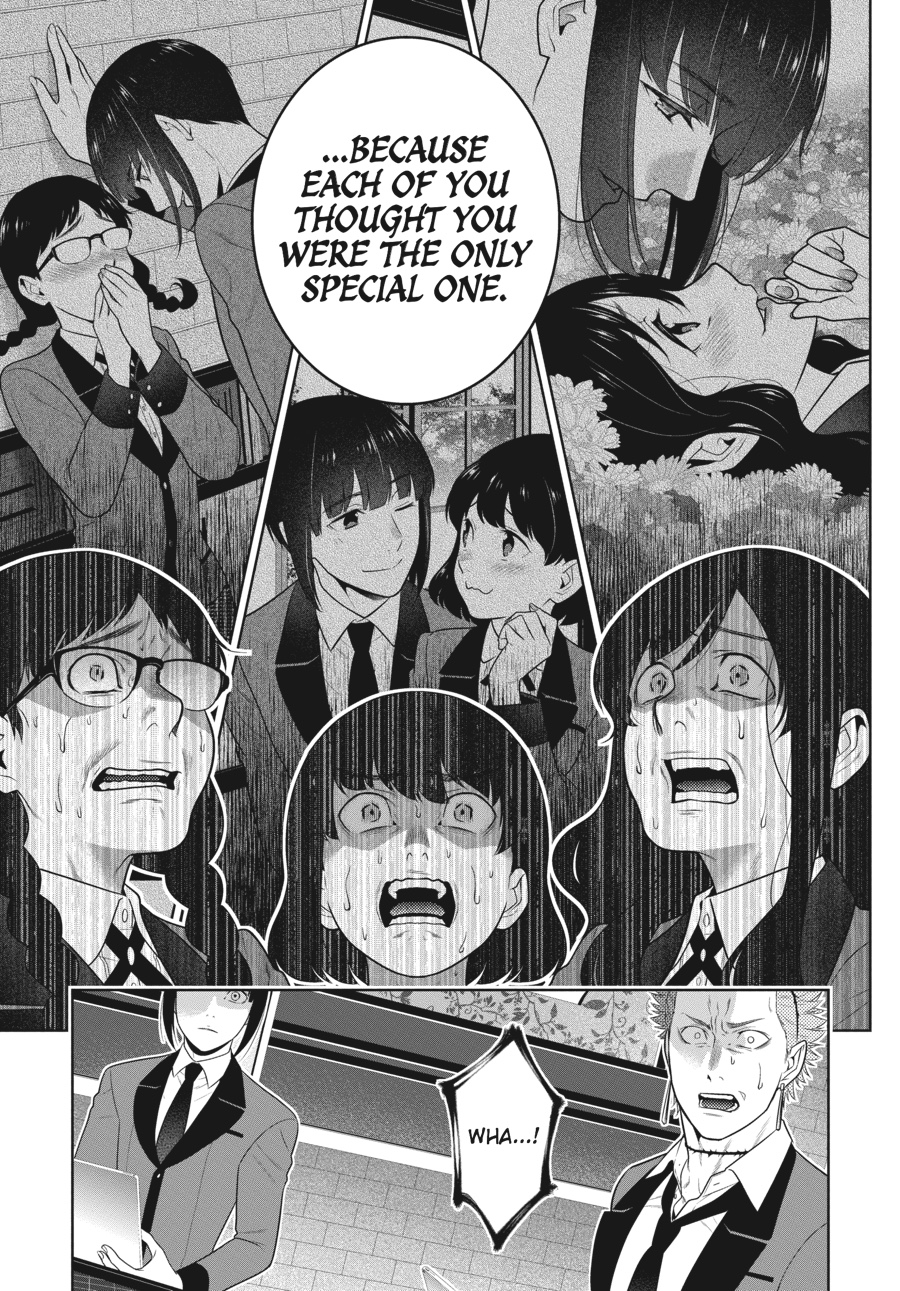 ...BECAUSE
EACH OF YOU
THOUGHT YOU
WERE THE ONLY
SPECIAL ONE.
WHA...!